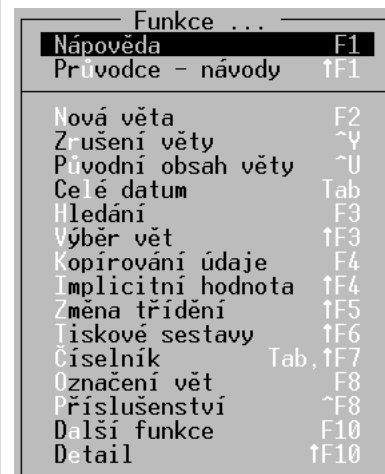 Funkce ...
Nápověda F1
Průvodce - návody ↑F1
Nová věta F2
Zrušení věty ^Y
Původní obsah věty ^U
Celé datum Tab
Hledání F3
Výběr vět ↑F3
Kopírování údaje F4
Implicitní hodnota ↑F4
Změna třídění ↑F5
Tiskové sestavy ↑F6
Číselník Tab,↑F7
Označení vět F8
Příslušenství ^F8
Další funkce F10
Detail ↑F10